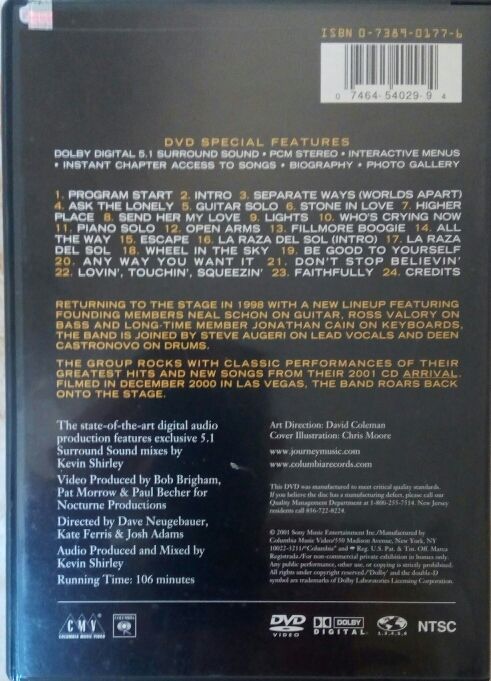 ISBN 0-7389-0177-6
0 7464-54029-9 4
DVD SPECIAL FEATURES
DOLBY DIGITAL 5.1 SURROUND SOUND • PCM STEREO • INTERACTIVE MENUS
• INSTANT CHAPTER ACCESS TO SONGS • BIOGRAPHY • PHOTO GALLERY
1. PROGRAM START 2. INTRO 3. SEPARATE WAYS (WORLDS APART)
4. ASK THE LONELY 5. GUITAR SOLO 6. STONE IN LOVE 7. HIGHER
PLACE 8. SEND HER MY LOVE 9. LIGHTS 10. WHO'S CRYING NOW
11. PIANO SOLO 12. OPEN ARMS 13. FILLMORE BOOGIE 14. ALL
THE WAY 15. ESCAPE 16. LA RAZA DEL SOL (INTRO) 17. LA RAZA
DEL SOL 18. WHEEL IN THE SKY 19. BE GOOD TO YOURSELF
20. ANY WAY YOU WANT IT 21. DON'T STOP BELIEVIN'
22. LOVIN', TOUCHIN', SQUEEZIN' 23. FAITHFULLY 24. CREDITS
RETURNING TO THE STAGE IN 1998 WITH A NEW LINEUP FEATURING
FOUNDING MEMBERS NEAL SCHON ON GUITAR, ROSS VALORY ON
BASS AND LONG-TIME MEMBER JONATHAN CAIN ON KEYBOARDS,
THE BAND IS JOINED BY STEVE AUGERI ON LEAD VOCALS AND DEEN
CASTRONOVO ON DRUMS.
THE GROUP ROCKS WITH CLASSIC PERFORMANCES OF THEIR
GREATEST HITS AND NEW SONGS FROM THEIR 2001 CD ARRIVAL.
FILMED IN DECEMBER 2000 IN LAS VEGAS, THE BAND ROARS BACK
ONTO THE STAGE.
The state-of-the-art digital audio
production features exclusive 5.1
Surround Sound mixes by
Kevin Shirley
Video Produced by Bob Brigham,
Pat Morrow & Paul Becher for
Nocturne Productions
Directed by Dave Neugebauer,
Kate Ferris & Josh Adams
Audio Produced and Mixed by
Kevin Shirley
Running Time: 106 minutes
Art Direction: David Coleman
Cover Illustration: Chris Moore
www.journeymusic.com
www.columbiarecords.com
This DVD was manufactured to meet critical quality standards.
If you believe the disc has a manufacturing defect, please call our
Quality Management Department at 1-800-255-7514. New Jersey
residents call 856-722-8224.
© 2001 Sony Music Entertainment Inc./Manufactured by
Columbia Music Video/550 Madison Avenue, New York, NY
10022-3211/"Columbia" and Reg. U.S. Pat. & Tm. Off. Marca
Registrada./For non-commercial private exhibition in homes only.
Any public performance, other use, or copying is strictly prohibited.
All rights under copyright reserved./'Dolby' and the double-D
symbol are trademarks of Dolby Laboratories Licensing Corporation.
CMV
COLUMBIA MUSIC VIDEO
COLUMBIA
DVD
VIDEO
DOLBY
DIGITAL
1,2,3,4,5,6
NTSC